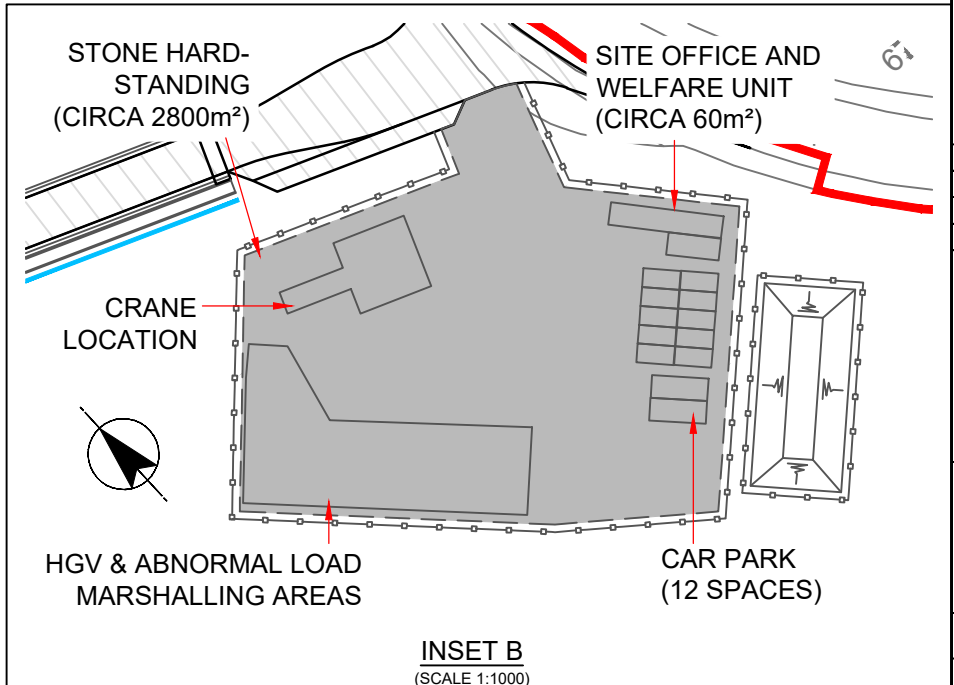 STONE HARD-
STANDING
(CIRCA 2800m²)
SITE OFFICE AND
WELFARE UNIT
(CIRCA 60m²)
CRANE
LOCATION
HGV & ABNORMAL LOAD
MARSHALLING AREAS
CAR PARK
(12 SPACES)
INSET B
(SCALE 1:1000)